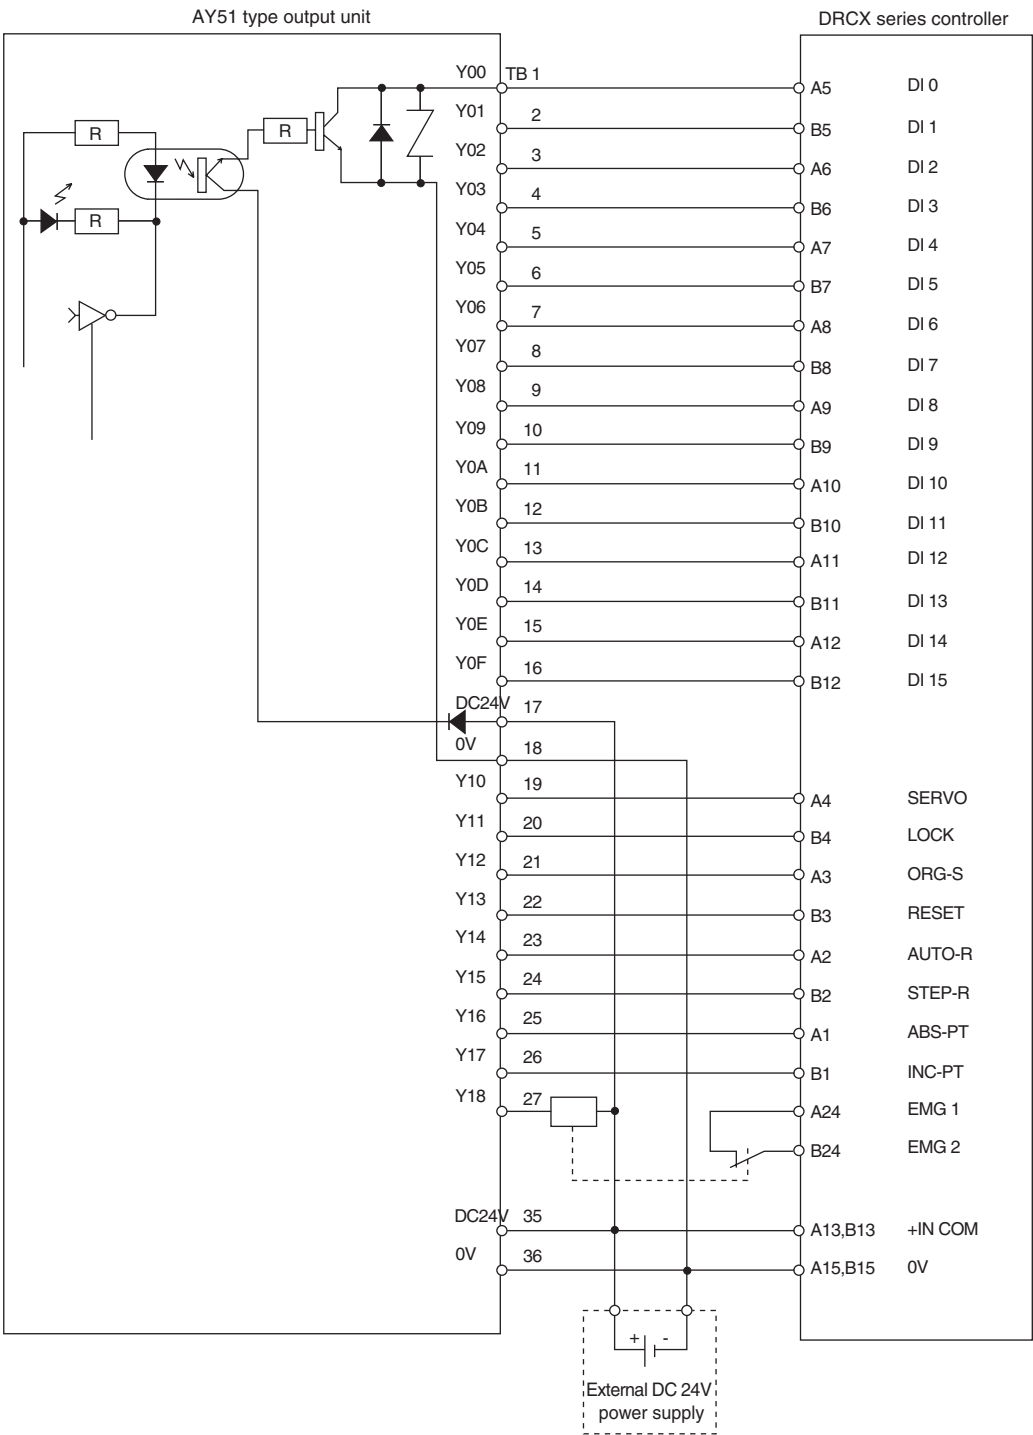 AY51 type output unit
DRCX series controller
Y00 TB 1 A5 DI 0
Y01 2 B5 DI 1
Y02 3 A6 DI 2
Y03 4 B6 DI 3
Y04 5 A7 DI 4
Y05 6 B7 DI 5
Y06 7 A8 DI 6
Y07 8 B8 DI 7
Y08 9 A9 DI 8
Y09 10 B9 DI 9
Y0A 11 A10 DI 10
Y0B 12 B10 DI 11
Y0C 13 A11 DI 12
Y0D 14 B11 DI 13
Y0E 15 A12 DI 14
Y0F 16 B12 DI 15
DC24V 17
0V 18
Y10 19 A4 SERVO
Y11 20 B4 LOCK
Y12 21 A3 ORG-S
Y13 22 B3 RESET
Y14 23 A2 AUTO-R
Y15 24 B2 STEP-R
Y16 25 A1 ABS-PT
Y17 26 B1 INC-PT
Y18 27 A24 EMG 1
B24 EMG 2
DC24V 35 A13,B13 +IN COM
0V 36 A15,B15 0V
R
R
R
+ -
External DC 24V
power supply